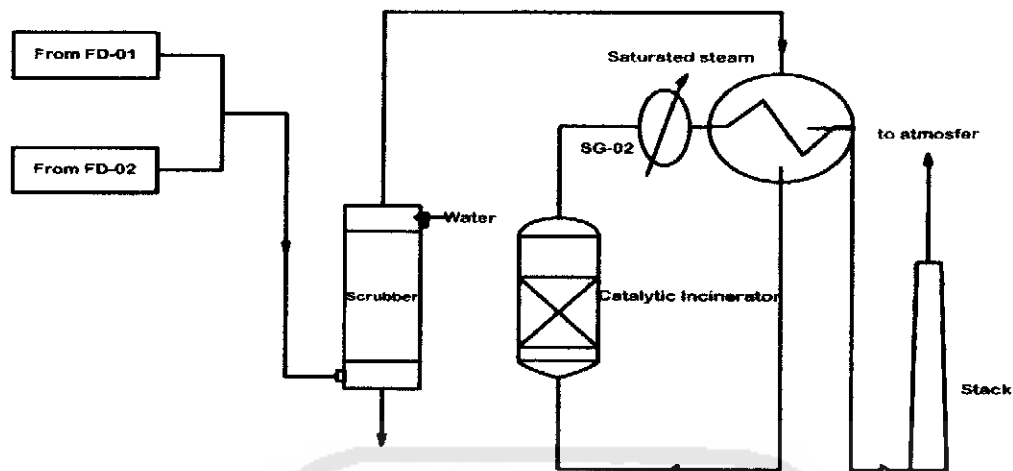 From FD-01
From FD-02
Saturated steam
SG-02
to atmosfer
Water
Scrubber
Catalytic Incinerator
Stack